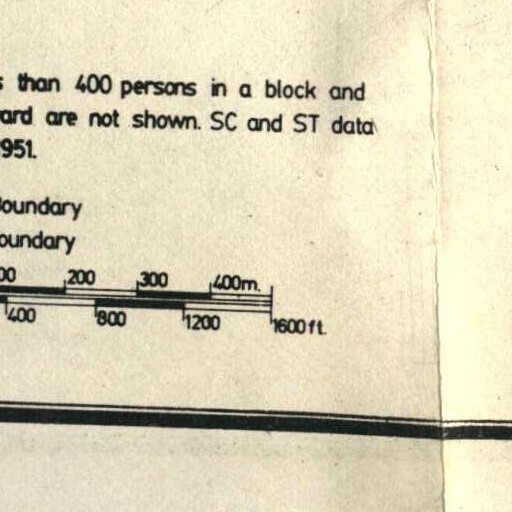 than 400 persons in a block and
are not shown. SC and ST data
951.
oundary
oundary
00 200 300 400m.
400 800 1200 1600 ft.